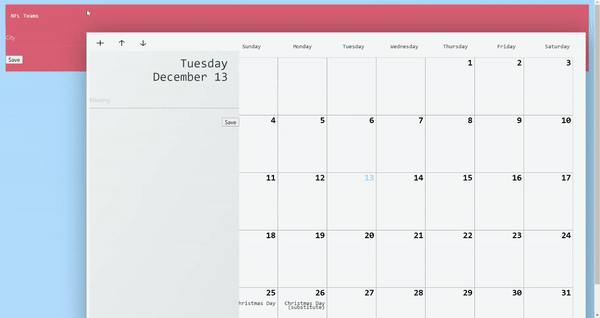 NFL Teams
City
Save
Tuesday
December 13
Meeting
Save
Sunday Monday Tuesday Wednesday Thursday Friday Saturday
1 2 3
4 5 6 7 8 9 10
11 12 13 14 15 16 17
18 19 20 21 22 23 24
25 26 27 28 29 30 31
hristmas Day Christmas Day
(substitute)